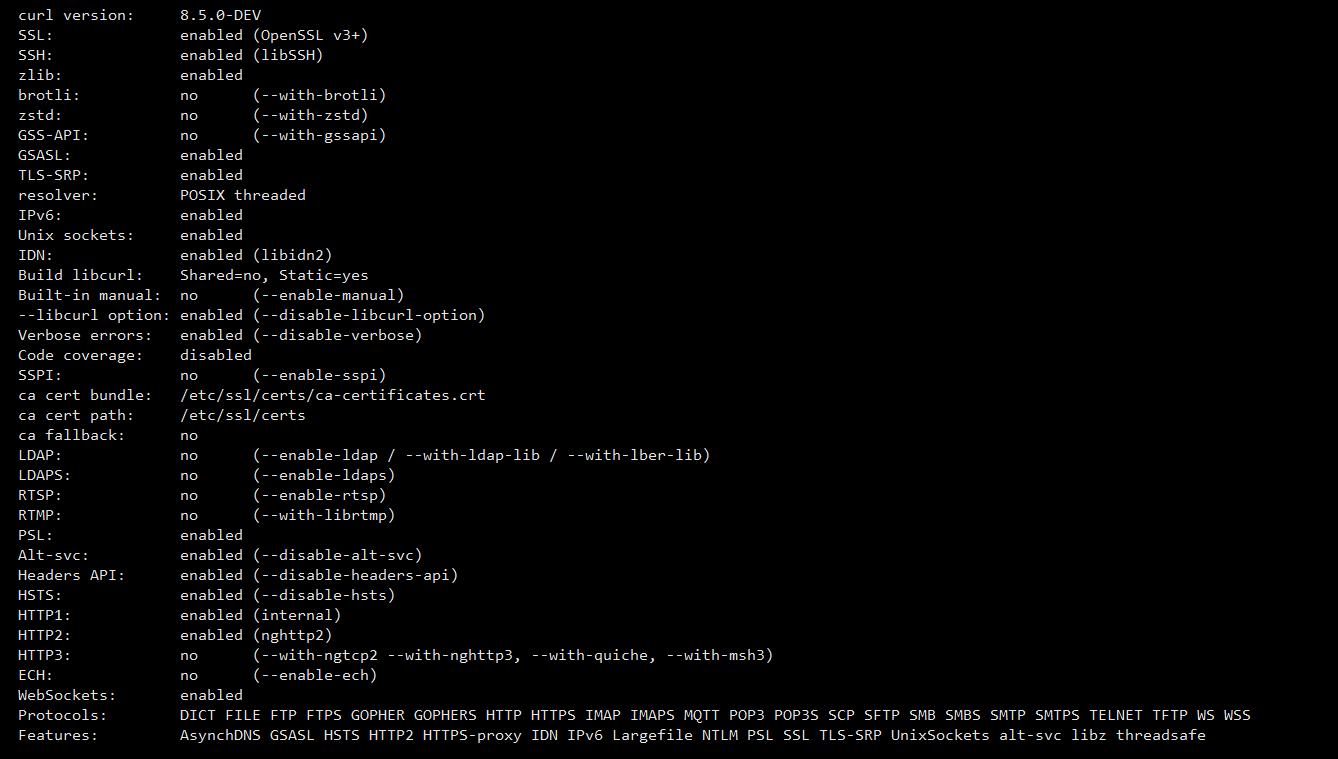 curl version:     8.5.0-DEV
SSL:              enabled (OpenSSL v3+)
SSH:              enabled (libSSH)
zlib:             enabled
brotli:           no      (--with-brotli)
zstd:             no      (--with-zstd)
GSS-API:          no      (--with-gssapi)
GSASL:            enabled
TLS-SRP:          enabled
resolver:         POSIX threaded
IPv6:             enabled
Unix sockets:     enabled
IDN:              enabled (libidn2)
Build libcurl:    Shared=no, Static=yes
Built-in manual:  no      (--enable-manual)
--libcurl option: enabled (--disable-libcurl-option)
Verbose errors:   enabled (--disable-verbose)
Code coverage:    disabled
SSPI:             no      (--enable-sspi)
ca cert bundle:   /etc/ssl/certs/ca-certificates.crt
ca cert path:     /etc/ssl/certs
ca fallback:      no
LDAP:             no      (--enable-ldap / --with-ldap-lib / --with-lber-lib)
LDAPS:            no      (--enable-ldaps)
RTSP:             no      (--enable-rtsp)
RTMP:             no      (--with-librtmp)
PSL:              enabled
Alt-svc:          enabled (--disable-alt-svc)
Headers API:      enabled (--disable-headers-api)
HSTS:             enabled (--disable-hsts)
HTTP1:            enabled (internal)
HTTP2:            enabled (nghttp2)
HTTP3:            no      (--with-ngtcp2 --with-nghttp3, --with-quiche, --with-msh3)
ECH:              no      (--enable-ech)
WebSockets:       enabled
Protocols:        DICT FILE FTP FTPS GOPHER GOPHERS HTTP HTTPS IMAP IMAPS MQTT POP3 POP3S SCP SFTP SMB SMBS SMTP SMTPS TELNET TFTP WS WSS
Features:         AsynchDNS GSASL HSTS HTTP2 HTTPS-proxy IDN IPv6 Largefile NTLM PSL SSL TLS-SRP UnixSockets alt-svc libz threadsafe